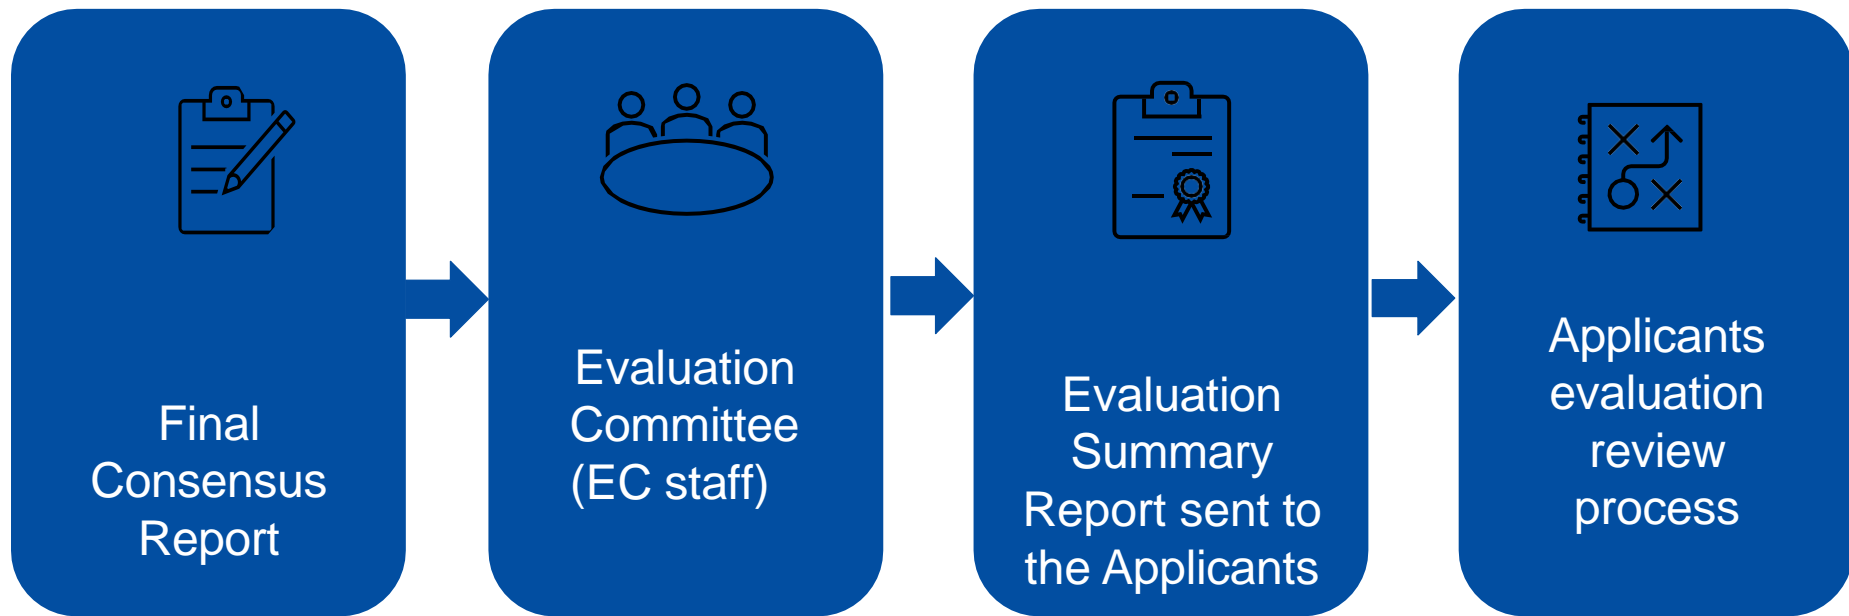 Final
Consensus
Report
Evaluation
Committee
(EC staff)
Evaluation
Summary
Report sent to
the Applicants
Applicants
evaluation
review
process